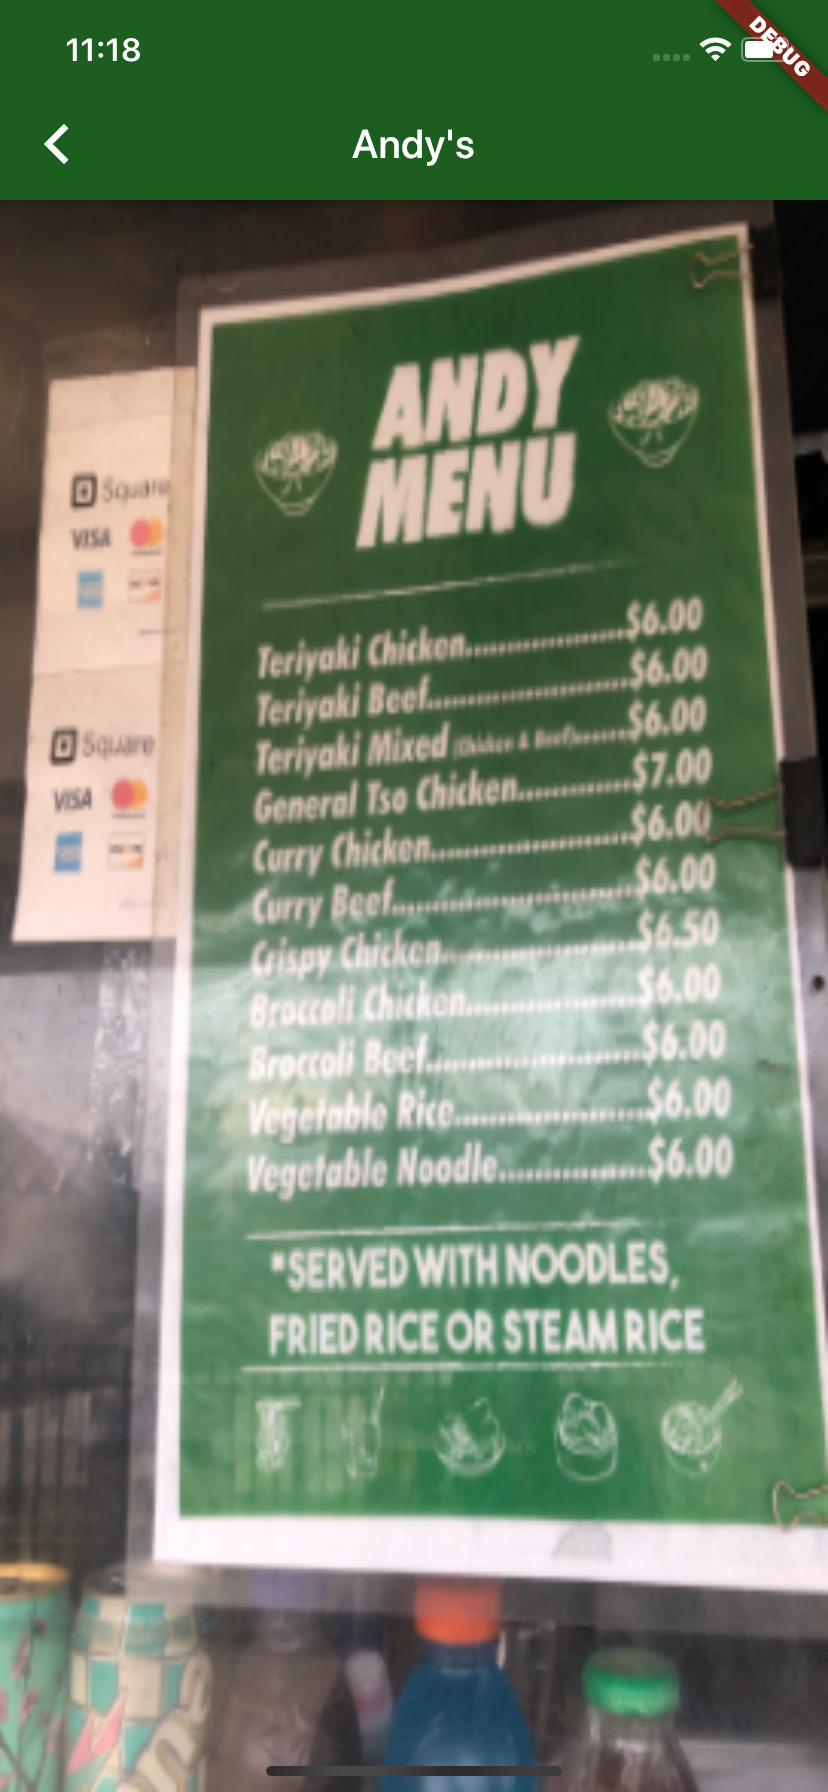 11:18
DEBUG
Andy's
ANDY
MENU
Square
VISA
Square
VISA
Teriyaki Chicken........................$6.00
Teriyaki Beef..............................$6.00
Teriyaki Mixed (Chicken & Beef).......$6.00
General Tso Chicken...............$7.00
Curry Chicken..........................$6.00
Curry Beef................................$6.00
Crispy Chicken..........................$6.50
Broccoli Chicken.......................$6.00
Broccoli Beef............................$6.00
Vegetable Rice.........................$6.00
Vegetable Noodle...................$6.00
*SERVED WITH NOODLES,
FRIED RICE OR STEAM RICE